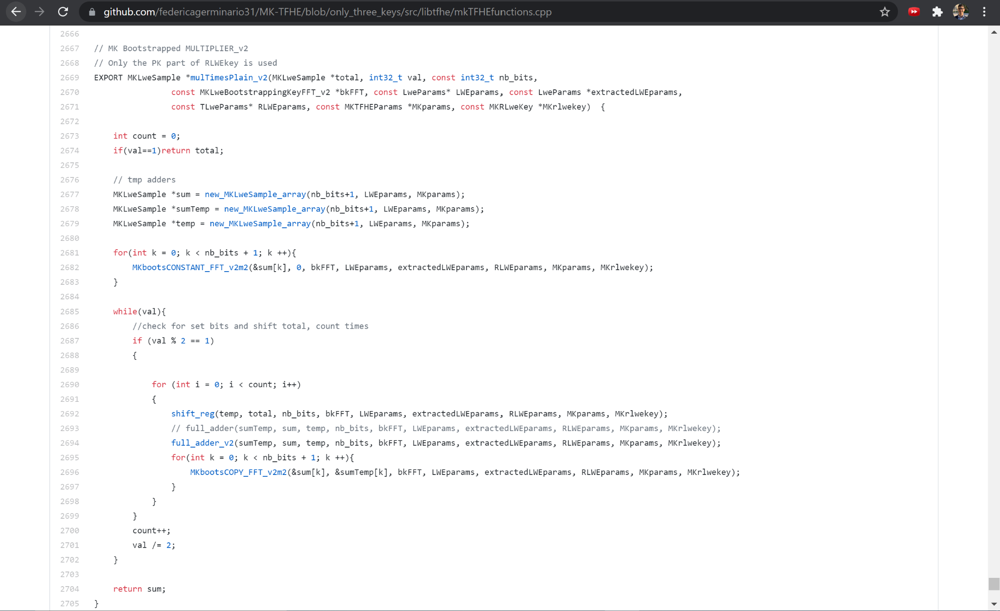 github.com/federicagerminario31/MK-TFHE/blob/only_three_keys/src/libtfhe/mkTFHEfunctions.cpp
2666
2667 // MK Bootstrapped MULTIPLIER_v2
2668 // Only the PK part of RLWEkey is used
2669 EXPORT MKLweSample *mulTimesPlain_v2(MKLweSample *total, int32_t val, const int32_t nb_bits,
2670 const MKLweBootstrappingKeyFFT_v2 *bkFFT, const LweParams* LWEparams, const LweParams *extractedLWEparams,
2671 const TLweParams* RLWEparams, const MKTFHEParams *MKparams, const MKRLweKey *MKrlwekey)  {
2672
2673 int count = 0;
2674 if(val==1)return total;
2675
2676 // tmp adders
2677 MKLweSample *sum = new_MKLweSample_array(nb_bits+1, LWEparams, MKparams);
2678 MKLweSample *sumTemp = new_MKLweSample_array(nb_bits+1, LWEparams, MKparams);
2679 MKLweSample *temp = new_MKLweSample_array(nb_bits+1, LWEparams, MKparams);
2680
2681 for(int k = 0; k < nb_bits + 1; k ++){
2682 MKbootsCONSTANT_FFT_v2m2(&sum[k], 0, bkFFT, LWEparams, extractedLWEparams, RLWEparams, MKparams, MKrlwekey);
2683 }
2684
2685 while(val){
2686 //check for set bits and shift total, count times
2687 if (val % 2 == 1)
2688 {
2689
2690 for (int i = 0; i < count; i++)
2691 {
2692 shift_reg(temp, total, nb_bits, bkFFT, LWEparams, extractedLWEparams, RLWEparams, MKparams, MKrlwekey);
2693 // full_adder(sumTemp, sum, temp, nb_bits, bkFFT, LWEparams, extractedLWEparams, RLWEparams, MKparams, MKrlwekey);
2694 full_adder_v2(sumTemp, sum, temp, nb_bits, bkFFT, LWEparams, extractedLWEparams, RLWEparams, MKparams, MKrlwekey);
2695 for(int k = 0; k < nb_bits + 1; k ++){
2696 MKbootsCOPY_FFT_v2m2(&sum[k], &sumTemp[k], bkFFT, LWEparams, extractedLWEparams, RLWEparams, MKparams, MKrlwekey);
2697 }
2698 }
2699 }
2700 count++;
2701 val /= 2;
2702 }
2703
2704 return sum;
2705 }